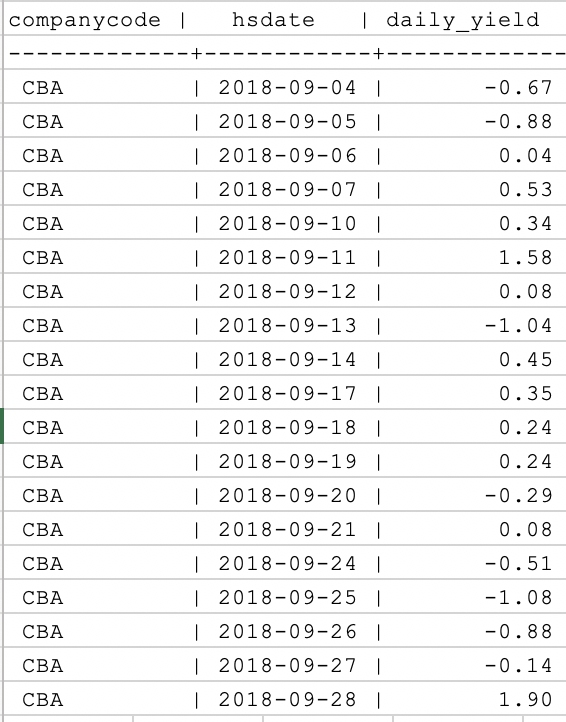 companycode |   hsdate   | daily_yield
-------------+------------+-------------
 CBA         | 2018-09-04 |       -0.67
 CBA         | 2018-09-05 |       -0.88
 CBA         | 2018-09-06 |        0.04
 CBA         | 2018-09-07 |        0.53
 CBA         | 2018-09-10 |        0.34
 CBA         | 2018-09-11 |        1.58
 CBA         | 2018-09-12 |        0.08
 CBA         | 2018-09-13 |       -1.04
 CBA         | 2018-09-14 |        0.45
 CBA         | 2018-09-17 |        0.35
 CBA         | 2018-09-18 |        0.24
 CBA         | 2018-09-19 |        0.24
 CBA         | 2018-09-20 |       -0.29
 CBA         | 2018-09-21 |        0.08
 CBA         | 2018-09-24 |       -0.51
 CBA         | 2018-09-25 |       -1.08
 CBA         | 2018-09-26 |       -0.88
 CBA         | 2018-09-27 |       -0.14
 CBA         | 2018-09-28 |        1.90